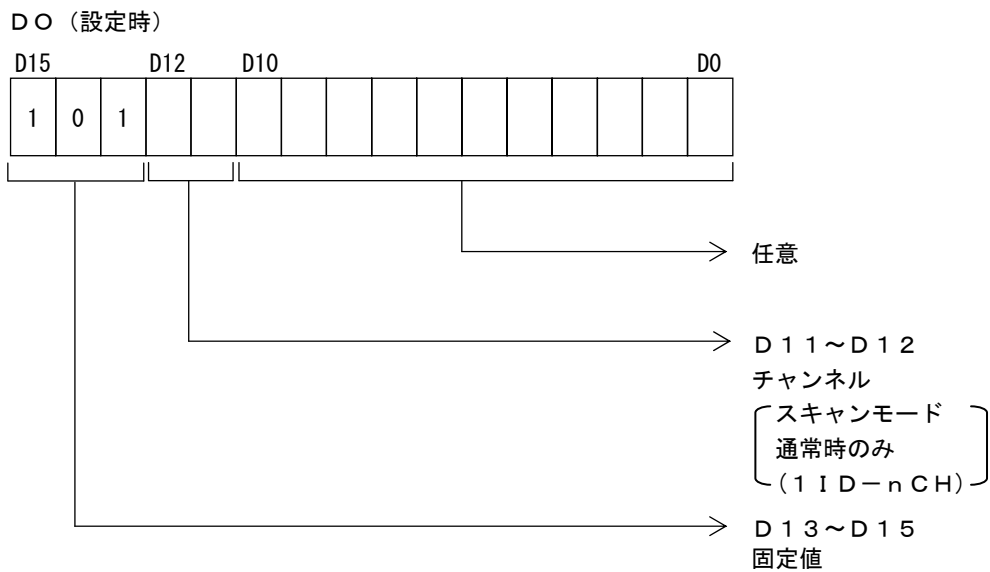 ＤＯ（設定時）
D15 D12 D10 D0
1 0 1
任意
Ｄ１１～Ｄ１２
チャンネル
スキャンモード
通常時のみ
（１ＩＤ－ｎＣＨ）
Ｄ１３～Ｄ１５
固定値